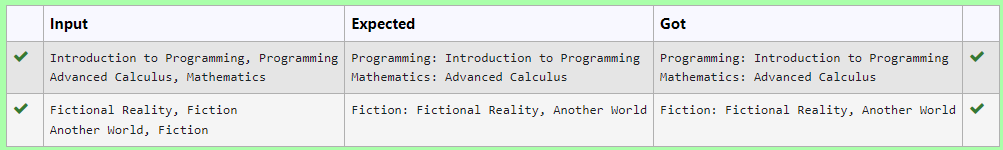 Input Expected Got
Introduction to Programming, Programming Programming: Introduction to Programming Programming: Introduction to Programming
Advanced Calculus, Mathematics Mathematics: Advanced Calculus Mathematics: Advanced Calculus
Fictional Reality, Fiction Fiction: Fictional Reality, Another World Fiction: Fictional Reality, Another World
Another World, Fiction